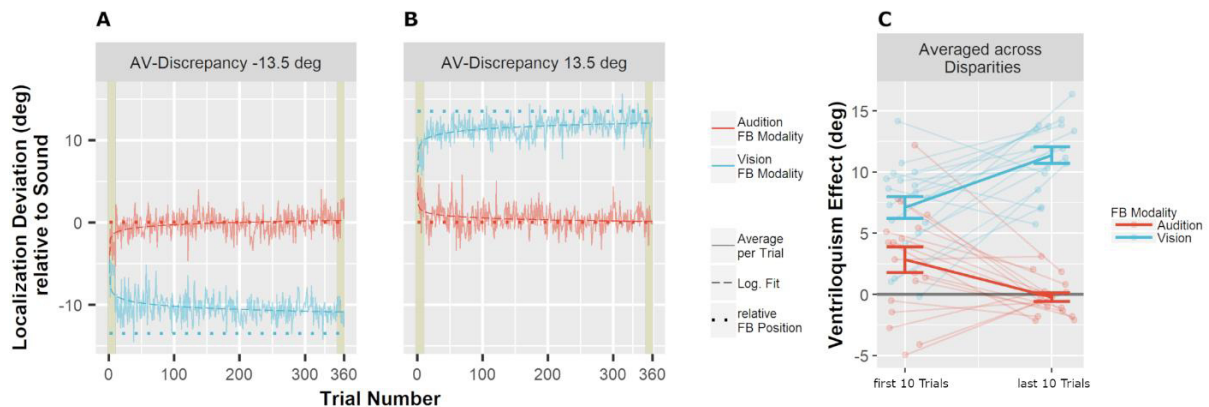 A
B
C
AV-Discrepancy -13.5 deg
AV-Discrepancy 13.5 deg
Averaged across
Disparities
Localization Deviation (deg)
relative to Sound
10
0
-10
0
100
200
300
360
0
100
200
300
360
Trial Number
Audition
FB Modality
Vision
FB Modality
Average
per Trial
Log. Fit
relative
FB Position
Ventriloquism Effect (deg)
15
10
5
0
-5
first 10 Trials
last 10 Trials
FB Modality
Audition
Vision